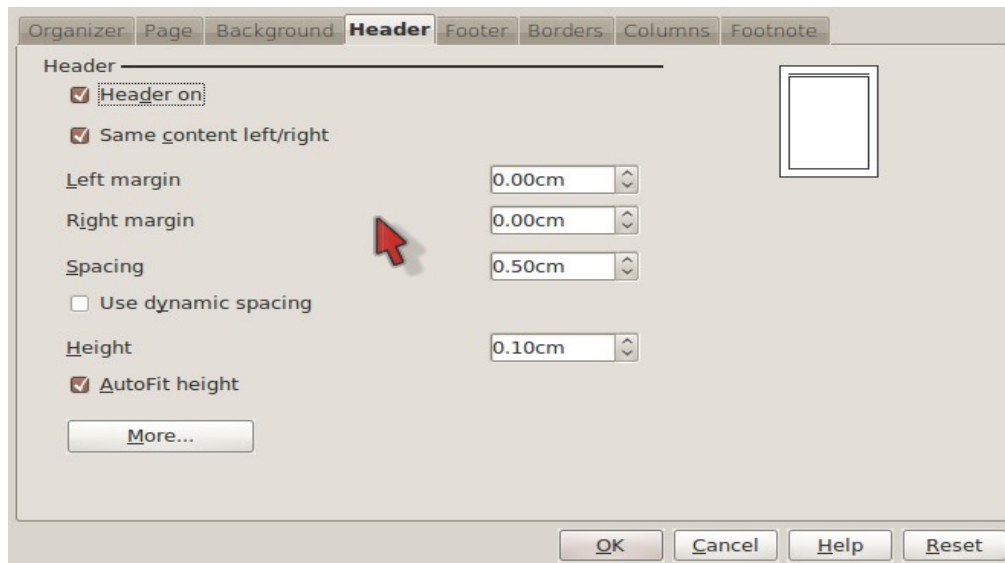 Organizer Page Background Header Footer Borders Columns Footnote
Header
Header on
Same content left/right
Left margin 0.00cm
Right margin 0.00cm
Spacing 0.50cm
Use dynamic spacing
Height 0.10cm
AutoFit height
More...
OK Cancel Help Reset